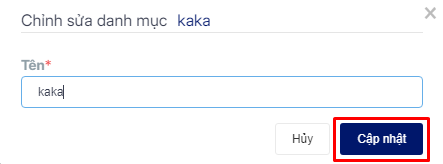 Chỉnh sửa danh mục kaka
Tên*
kaka
Hủy Cập nhật